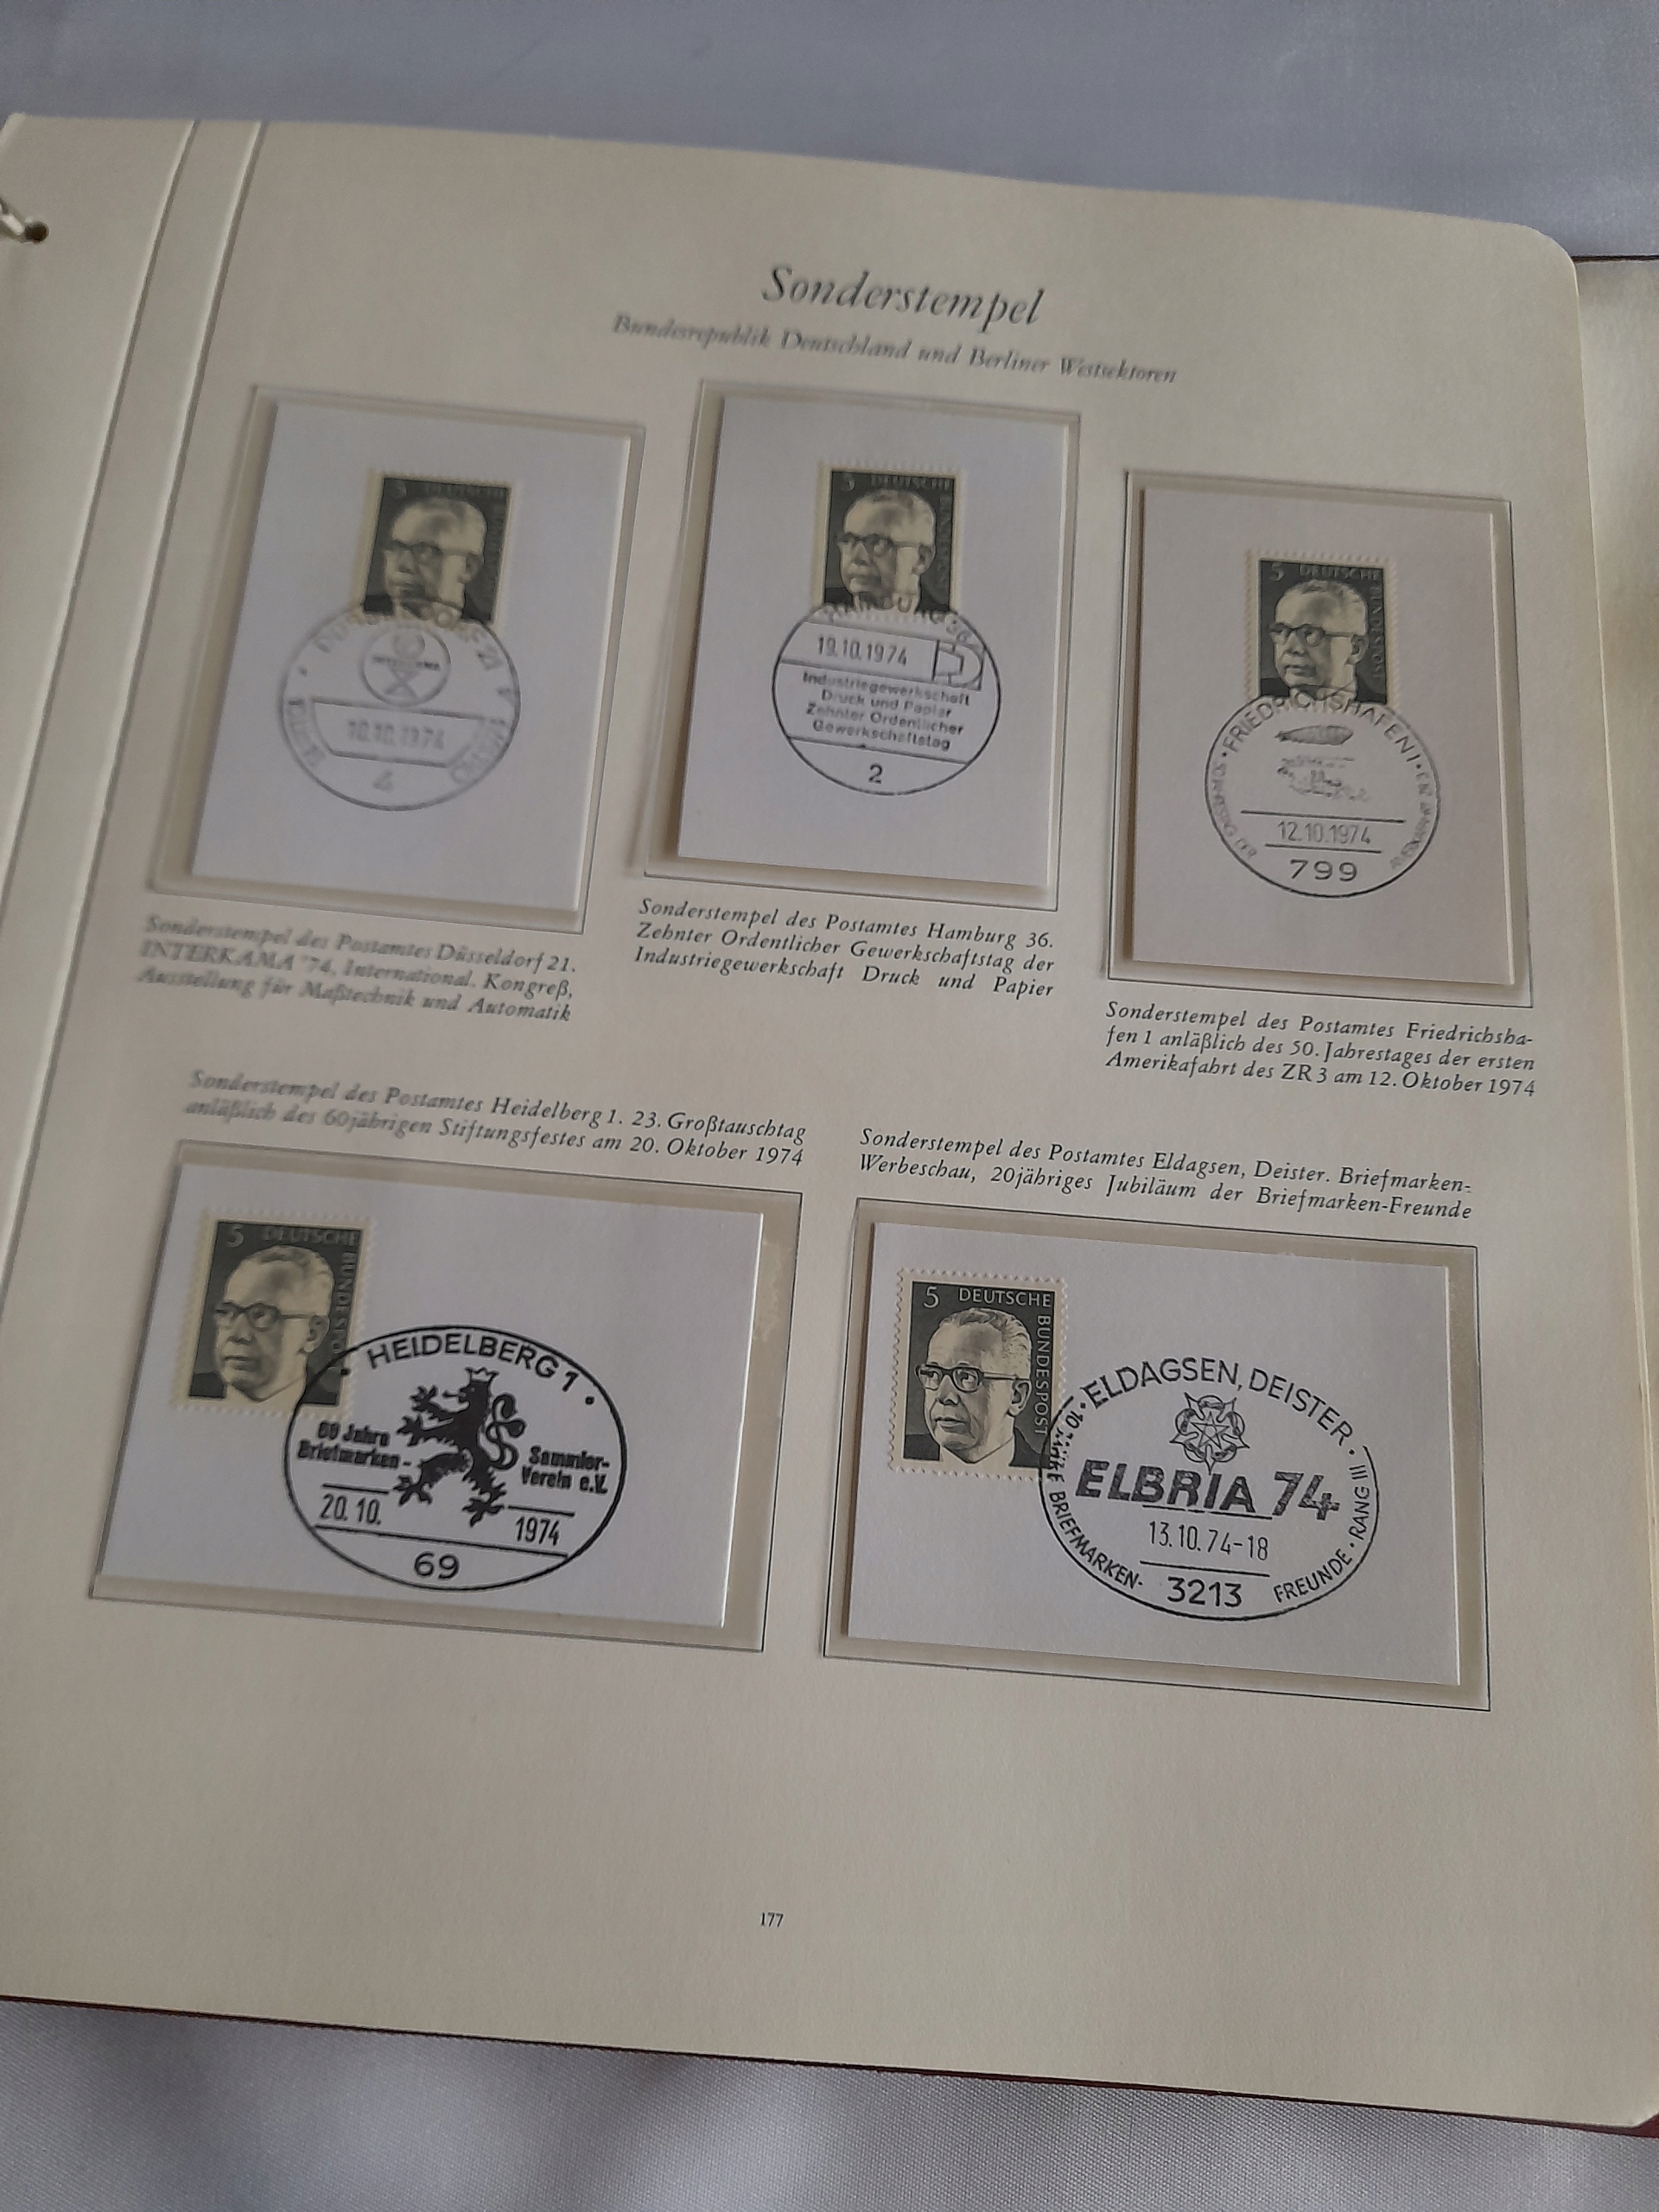 Sonderstempel
Bundesrepublik Deutschland und Berliner Westsektoren
5 DEUTSCHE
DÜSSELDORF 21
10.1974
4
5 DEUTSCHE
BUNDESPOST
HAMBURG 36
19.10.1974
Industriegewerkschaft
Druck und Papier
Zehnter Ordentlicher
Gewerkschaftstag
2
5 DEUTSCHE
BUNDESPOST
FRIEDRICHSHAFEN 1
12.10.1974
799
Sonderstempel des Postamtes Düsseldorf 21.
INTERKAMA '74, International. Kongreß,
Ausstellung für Maßtechnik und Automatik
Sonderstempel des Postamtes Hamburg 36.
Zehnter Ordentlicher Gewerkschaftstag der
Industriegewerkschaft Druck und Papier
Sonderstempel des Postamtes Friedrichsha-
fen 1 anläßlich des 50. Jahrestages der ersten
Amerikafahrt des ZR 3 am 12. Oktober 1974
Sonderstempel des Postamtes Heidelberg 1. 23. Großtauschtag
anläßlich des 60jährigen Stiftungsfestes am 20. Oktober 1974
5 DEUTSCHE
BUNDESPOST
HEIDELBERG 1
60 Jahre
Briefmarken-
Sammler-
Verein e.V.
20. 10.
1974
69
Sonderstempel des Postamtes Eldagsen, Deister. Briefmarken-
Werbeschau, 20jähriges Jubiläum der Briefmarken-Freunde
5 DEUTSCHE
BUNDESPOST
ELDAGSEN, DEISTER
ELBRIA 74
13.10.74-18
3213
BRIEFMARKEN-
FREUNDE · RANG III
177